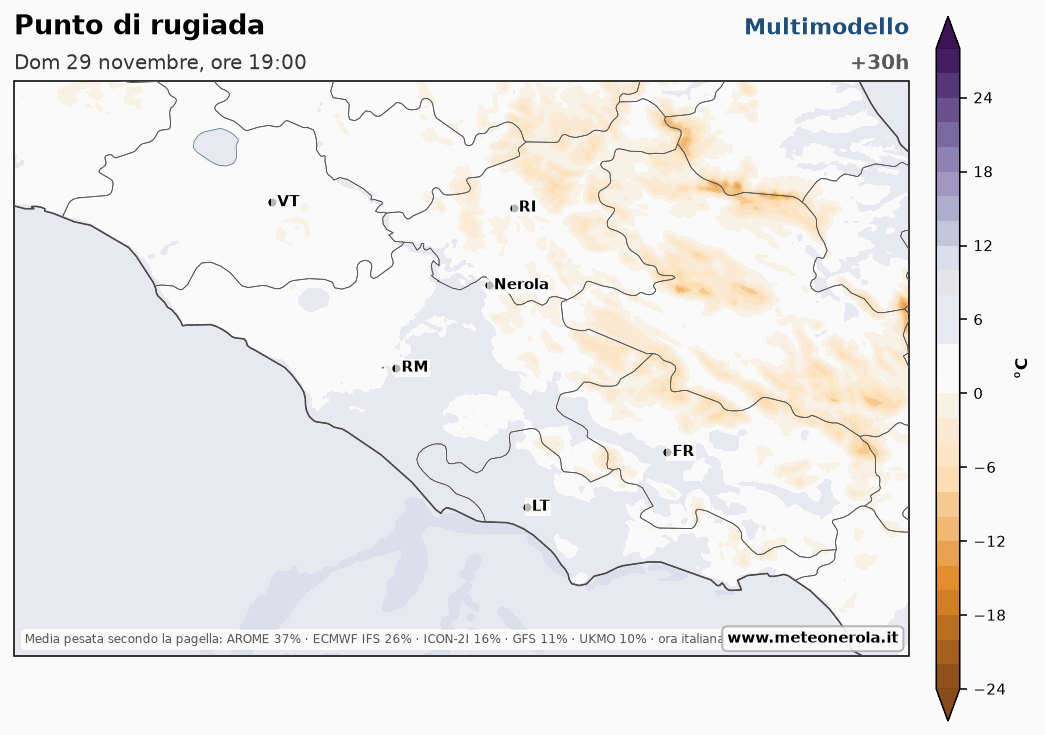 Punto di rugiada
Multimodello
Dom 29 novembre, ore 19:00
+30h
VT
RI
Nerola
RM
FR
LT
24
18
12
6
0
−6
−12
−18
−24
°C
Media pesata secondo la pagella: AROME 37% · ECMWF IFS 26% · ICON-2I 16% · GFS 11% · UKMO 10% · ora italiana
www.meteonerola.it